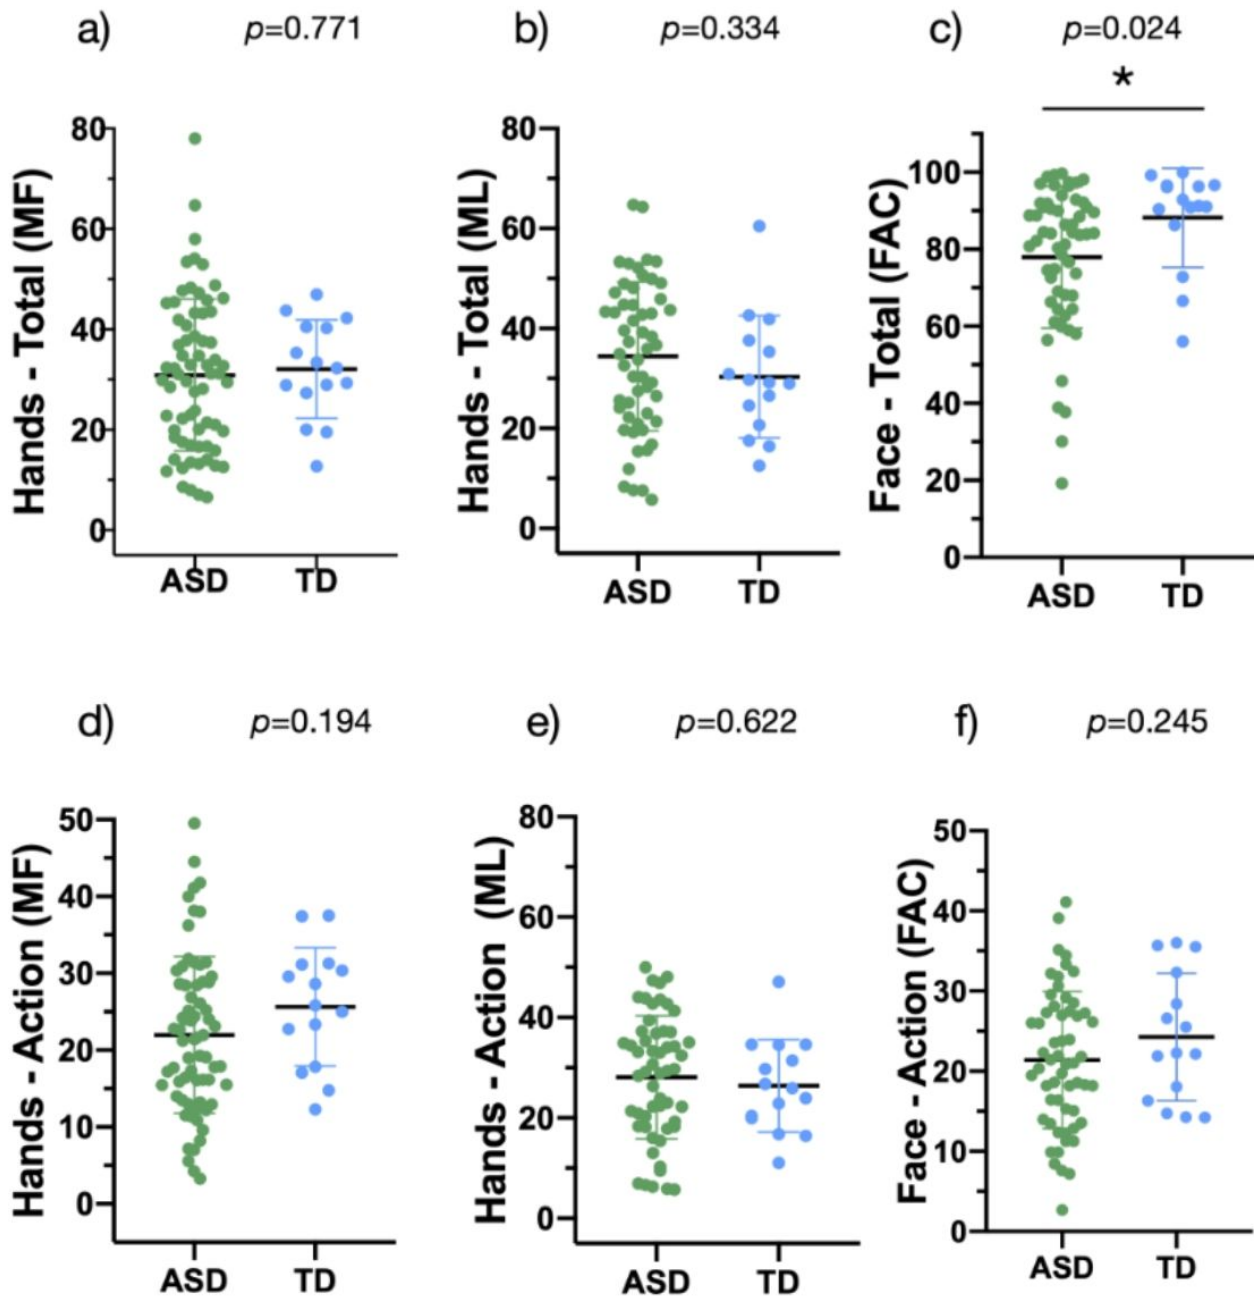 a) p=0.771
Hands - Total (MF)
80
60
40
20
0
ASD TD
b) p=0.334
Hands - Total (ML)
80
60
40
20
0
ASD TD
c) p=0.024
*
Face - Total (FAC)
100
80
60
40
20
0
ASD TD
d) p=0.194
Hands - Action (MF)
50
40
30
20
10
0
ASD TD
e) p=0.622
Hands - Action (ML)
80
60
40
20
0
ASD TD
f) p=0.245
Face - Action (FAC)
50
40
30
20
10
0
ASD TD